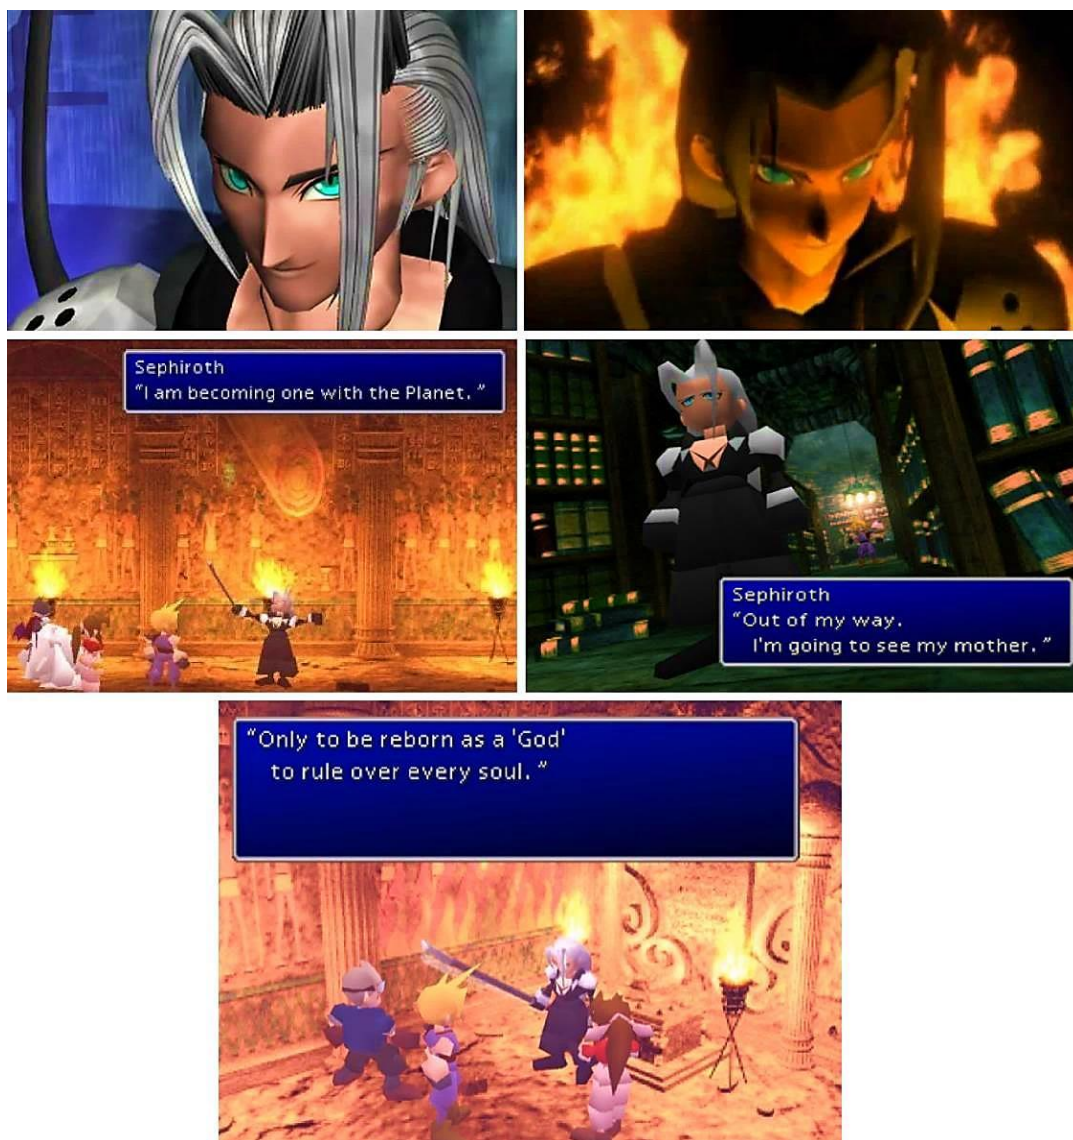 Sephiroth
“I am becoming one with the Planet. ”
Sephiroth
“Out of my way.
I'm going to see my mother. ”
“Only to be reborn as a 'God'
to rule over every soul. ”